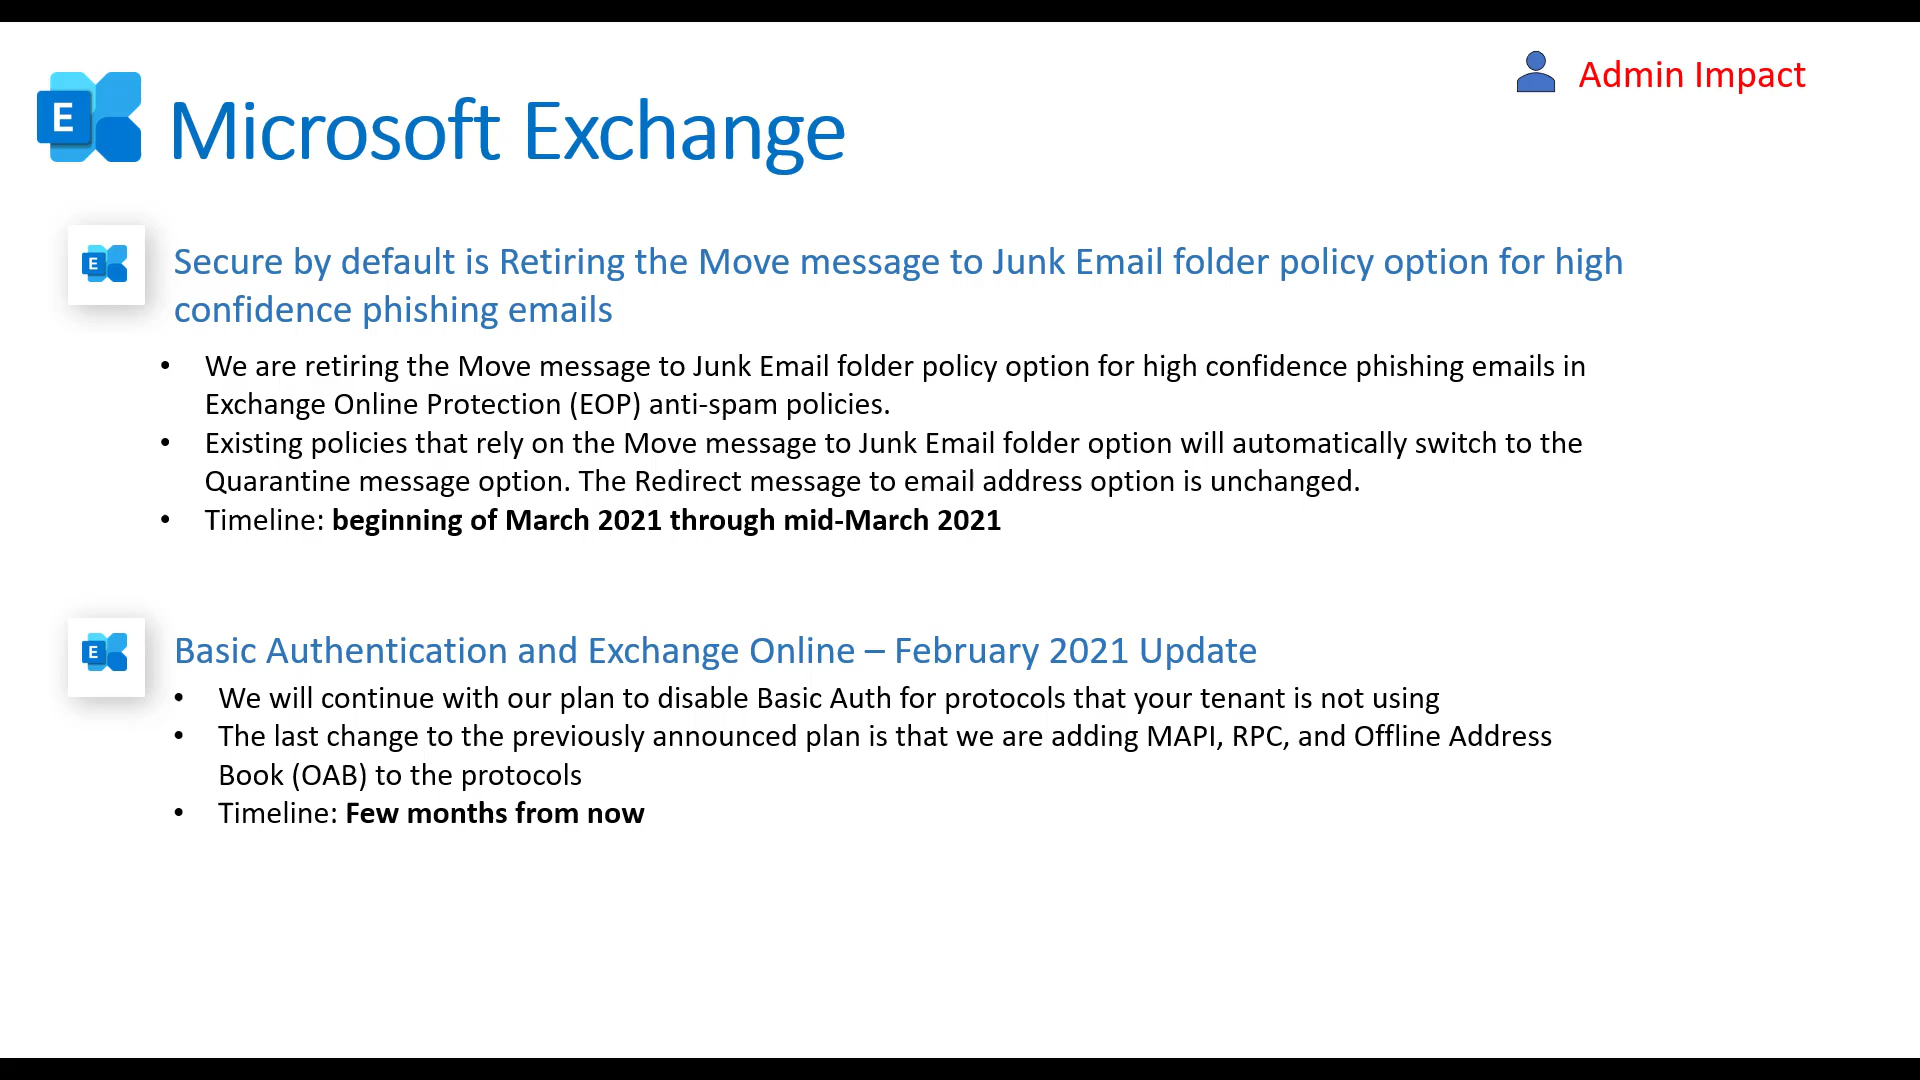 Admin Impact
E
Microsoft Exchange
E
Secure by default is Retiring the Move message to Junk Email folder policy option for high
confidence phishing emails
• We are retiring the Move message to Junk Email folder policy option for high confidence phishing emails in
Exchange Online Protection (EOP) anti-spam policies.
• Existing policies that rely on the Move message to Junk Email folder option will automatically switch to the
Quarantine message option. The Redirect message to email address option is unchanged.
• Timeline: beginning of March 2021 through mid-March 2021
E
Basic Authentication and Exchange Online – February 2021 Update
• We will continue with our plan to disable Basic Auth for protocols that your tenant is not using
• The last change to the previously announced plan is that we are adding MAPI, RPC, and Offline Address
Book (OAB) to the protocols
• Timeline: Few months from now